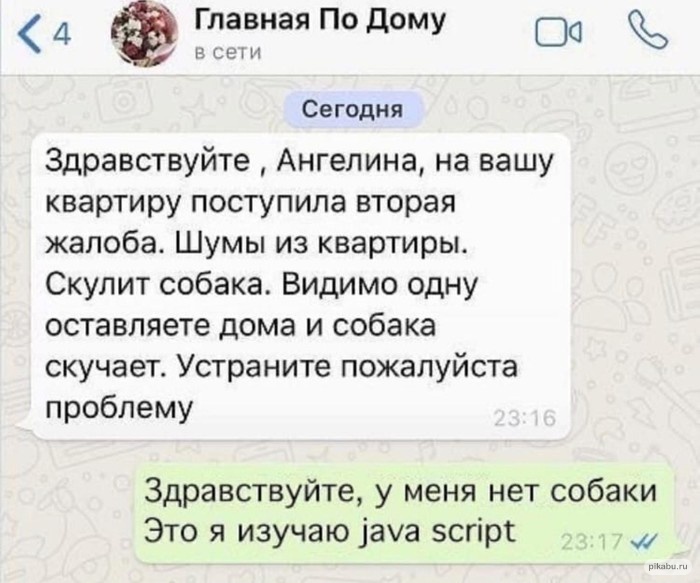 4
Главная По Дому
в сети
Сегодня
Здравствуйте , Ангелина, на вашу
квартиру поступила вторая
жалоба. Шумы из квартиры.
Скулит собака. Видимо одну
оставляете дома и собака
скучает. Устраните пожалуйста
проблему
23:16
Здравствуйте, у меня нет собаки
Это я изучаю java script
23:17
pikabu.ru